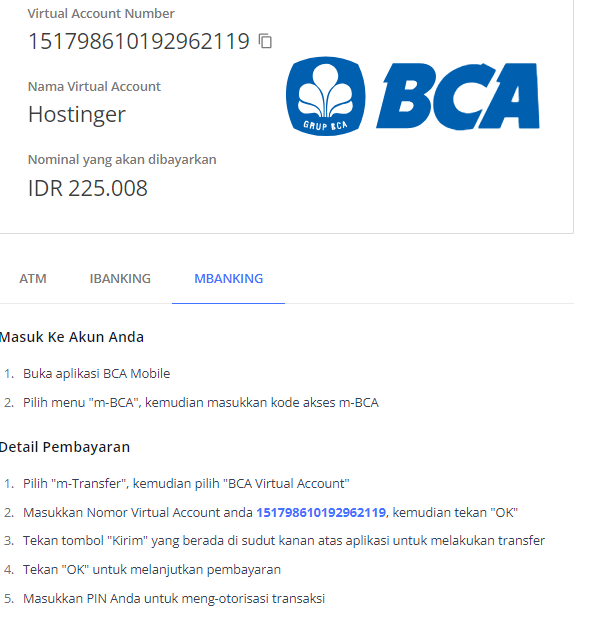 Virtual Account Number
151798610192962119
Nama Virtual Account
Hostinger
GRUP BCA
BCA
Nominal yang akan dibayarkan
IDR 225.008
ATM IBANKING MBANKING
Masuk Ke Akun Anda
1. Buka aplikasi BCA Mobile
2. Pilih menu "m-BCA", kemudian masukkan kode akses m-BCA
Detail Pembayaran
1. Pilih "m-Transfer", kemudian pilih "BCA Virtual Account"
2. Masukkan Nomor Virtual Account anda 151798610192962119, kemudian tekan "OK"
3. Tekan tombol "Kirim" yang berada di sudut kanan atas aplikasi untuk melakukan transfer
4. Tekan "OK" untuk melanjutkan pembayaran
5. Masukkan PIN Anda untuk meng-otorisasi transaksi